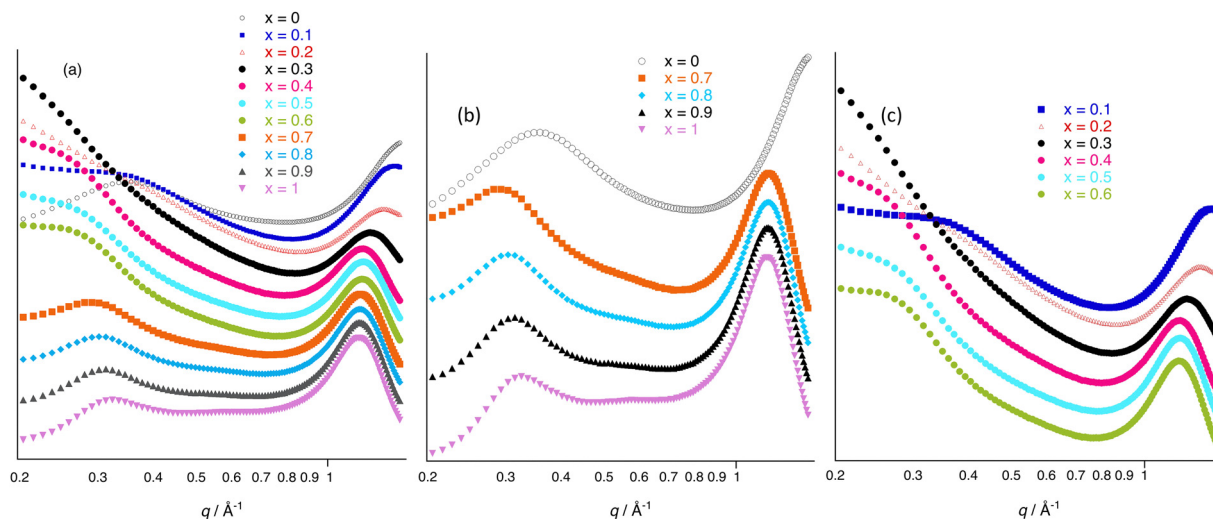 (a)
x = 0
x = 0.1
x = 0.2
x = 0.3
x = 0.4
x = 0.5
x = 0.6
x = 0.7
x = 0.8
x = 0.9
x = 1
0.2 0.3 0.4 0.5 0.6 0.7 0.8 0.9 1
q / Å-1
(b)
x = 0
x = 0.7
x = 0.8
x = 0.9
x = 1
0.2 0.3 0.4 0.5 0.6 0.7 0.8 1
q / Å-1
(c)
x = 0.1
x = 0.2
x = 0.3
x = 0.4
x = 0.5
x = 0.6
0.2 0.3 0.4 0.5 0.6 0.7 0.8 0.9 1
q / Å-1